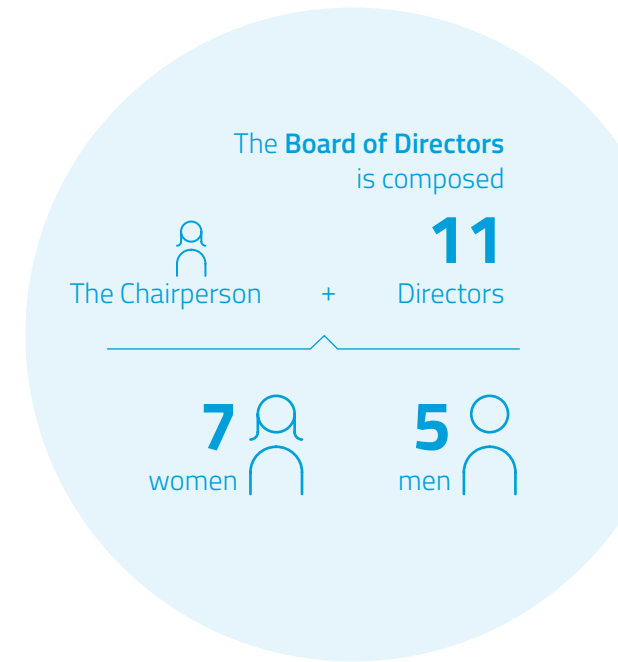 The Board of Directors
is composed
11
The Chairperson + Directors
7
women
5
men